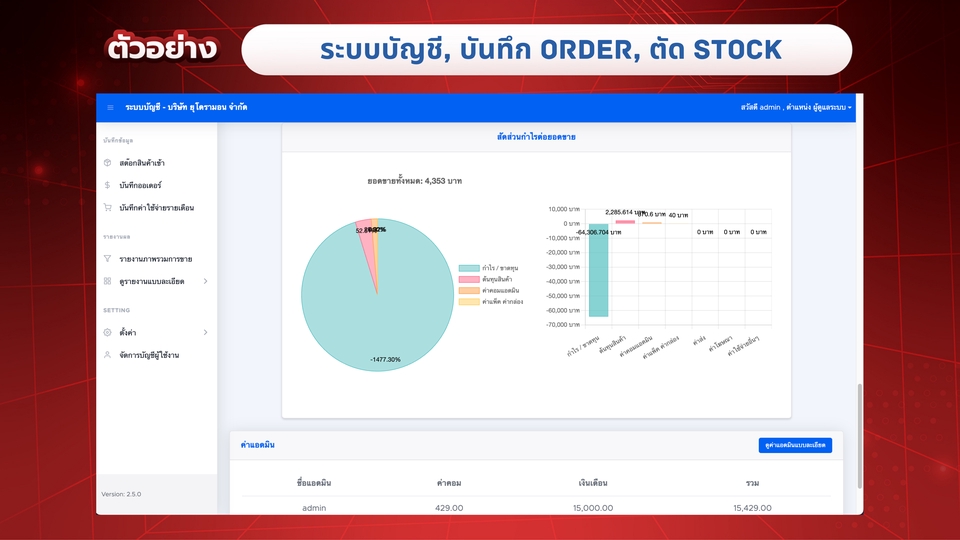 ตัวอย่าง
ระบบบัญชี, บันทึก ORDER, ตัด STOCK
ระบบบัญชี - บริษัท ยูโดรามอน จำกัด
สวัสดี admin , ตำแหน่ง ผู้ดูแลระบบ
บันทึกข้อมูล
สต๊อกสินค้าเข้า
บันทึกออเดอร์
บันทึกค่าใช้จ่ายรายเดือน
รายงานผล
รายงานภาพรวมการขาย
ดูรายงานแบบละเอียด
SETTING
ตั้งค่า
จัดการบัญชีผู้ใช้งาน
Version: 2.5.0
สัดส่วนกำไรต่อยอดขาย
ยอดขายทั้งหมด: 4,353 บาท
-1477.30%
กำไร / ขาดทุน
ต้นทุนสินค้า
ค่าคอมแอดมิน
ค่าแพ็ค ค่ากล่อง
10,000 บาท
0 บาท
-10,000 บาท
-20,000 บาท
-30,000 บาท
-40,000 บาท
-50,000 บาท
-60,000 บาท
-70,000 บาท
-64,306.704 บาท
2,285.614 บาท
40 บาท
0 บาท
0 บาท
0 บาท
กำไร / ขาดทุน
ต้นทุนสินค้า
ค่าคอมแอดมิน
ค่าแพ็ค ค่ากล่อง
ค่าส่ง
ค่าโฆษณา
ค่าใช้จ่ายอื่นๆ
ค่าแอดมิน
ดูค่าแอดมินแบบละเอียด
ชื่อแอดมิน ค่าคอม เงินเดือน รวม
admin 429.00 15,000.00 15,429.00